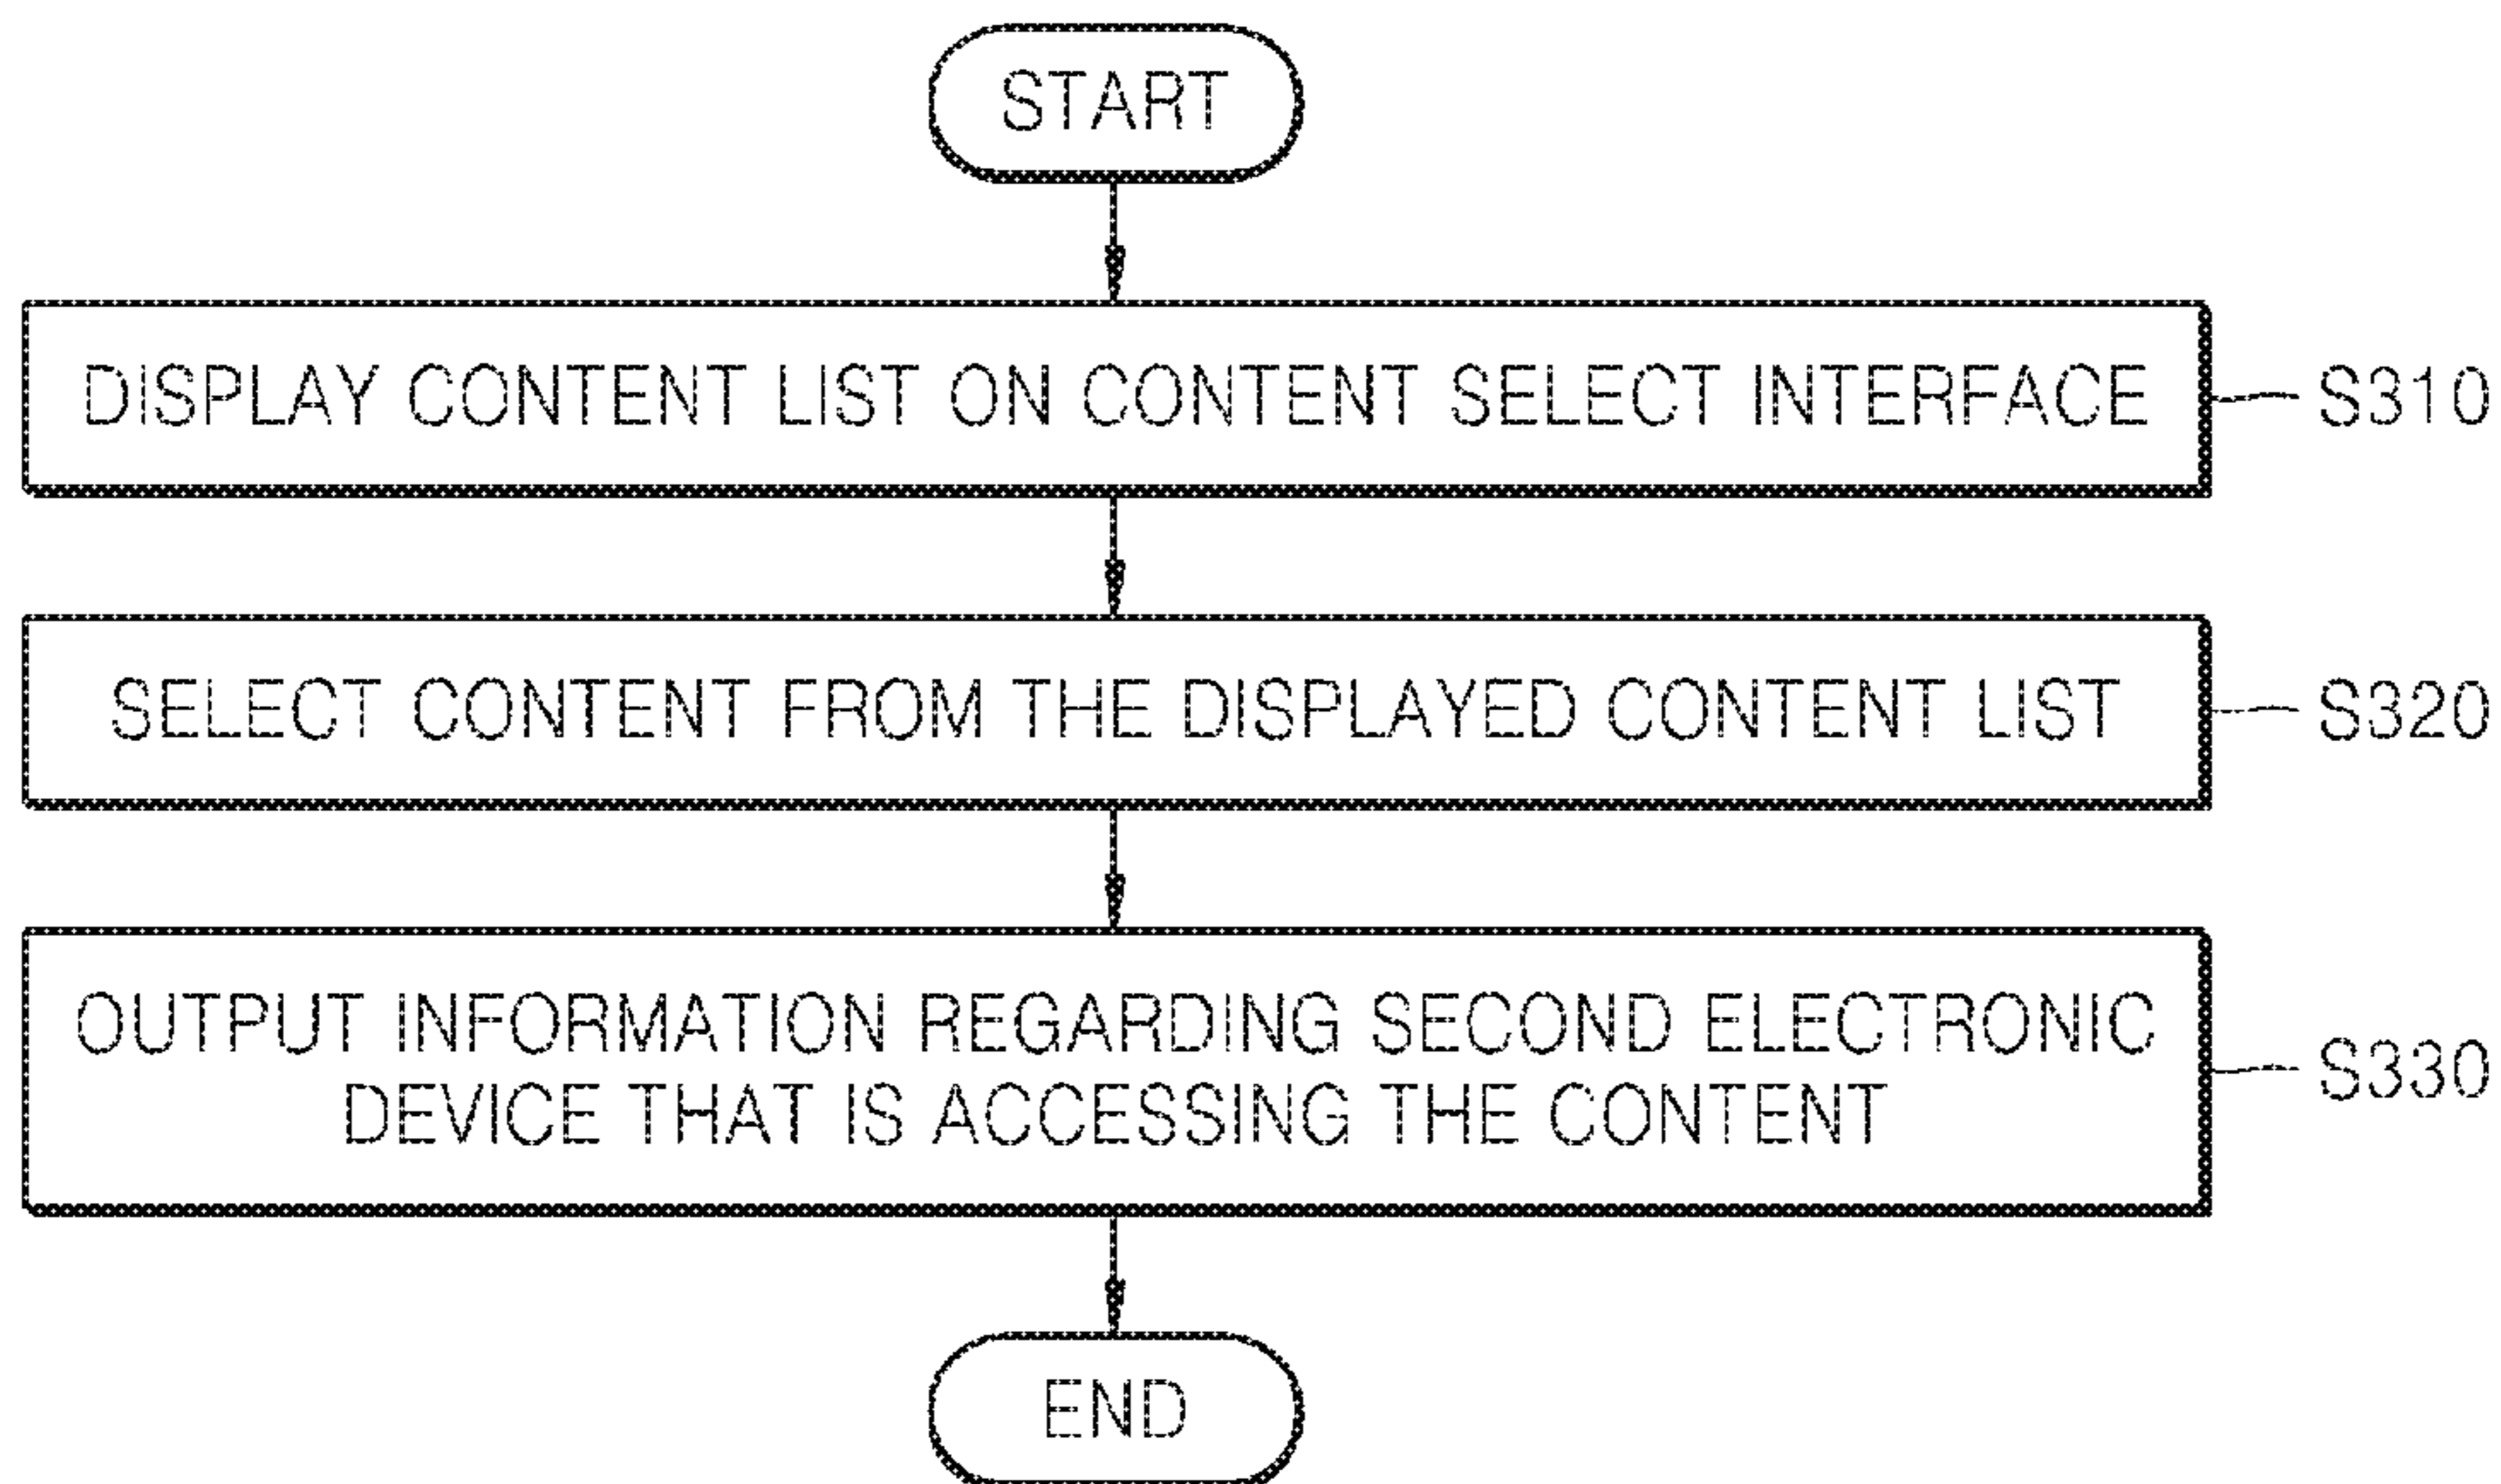 START
DISPLAY CONTENT LIST ON CONTENT SELECT INTERFACE
S310
SELECT CONTENT FROM THE DISPLAYED CONTENT LIST
S320
OUTPUT INFORMATION REGARDING SECOND ELECTRONIC
DEVICE THAT IS ACCESSING THE CONTENT
S330
END